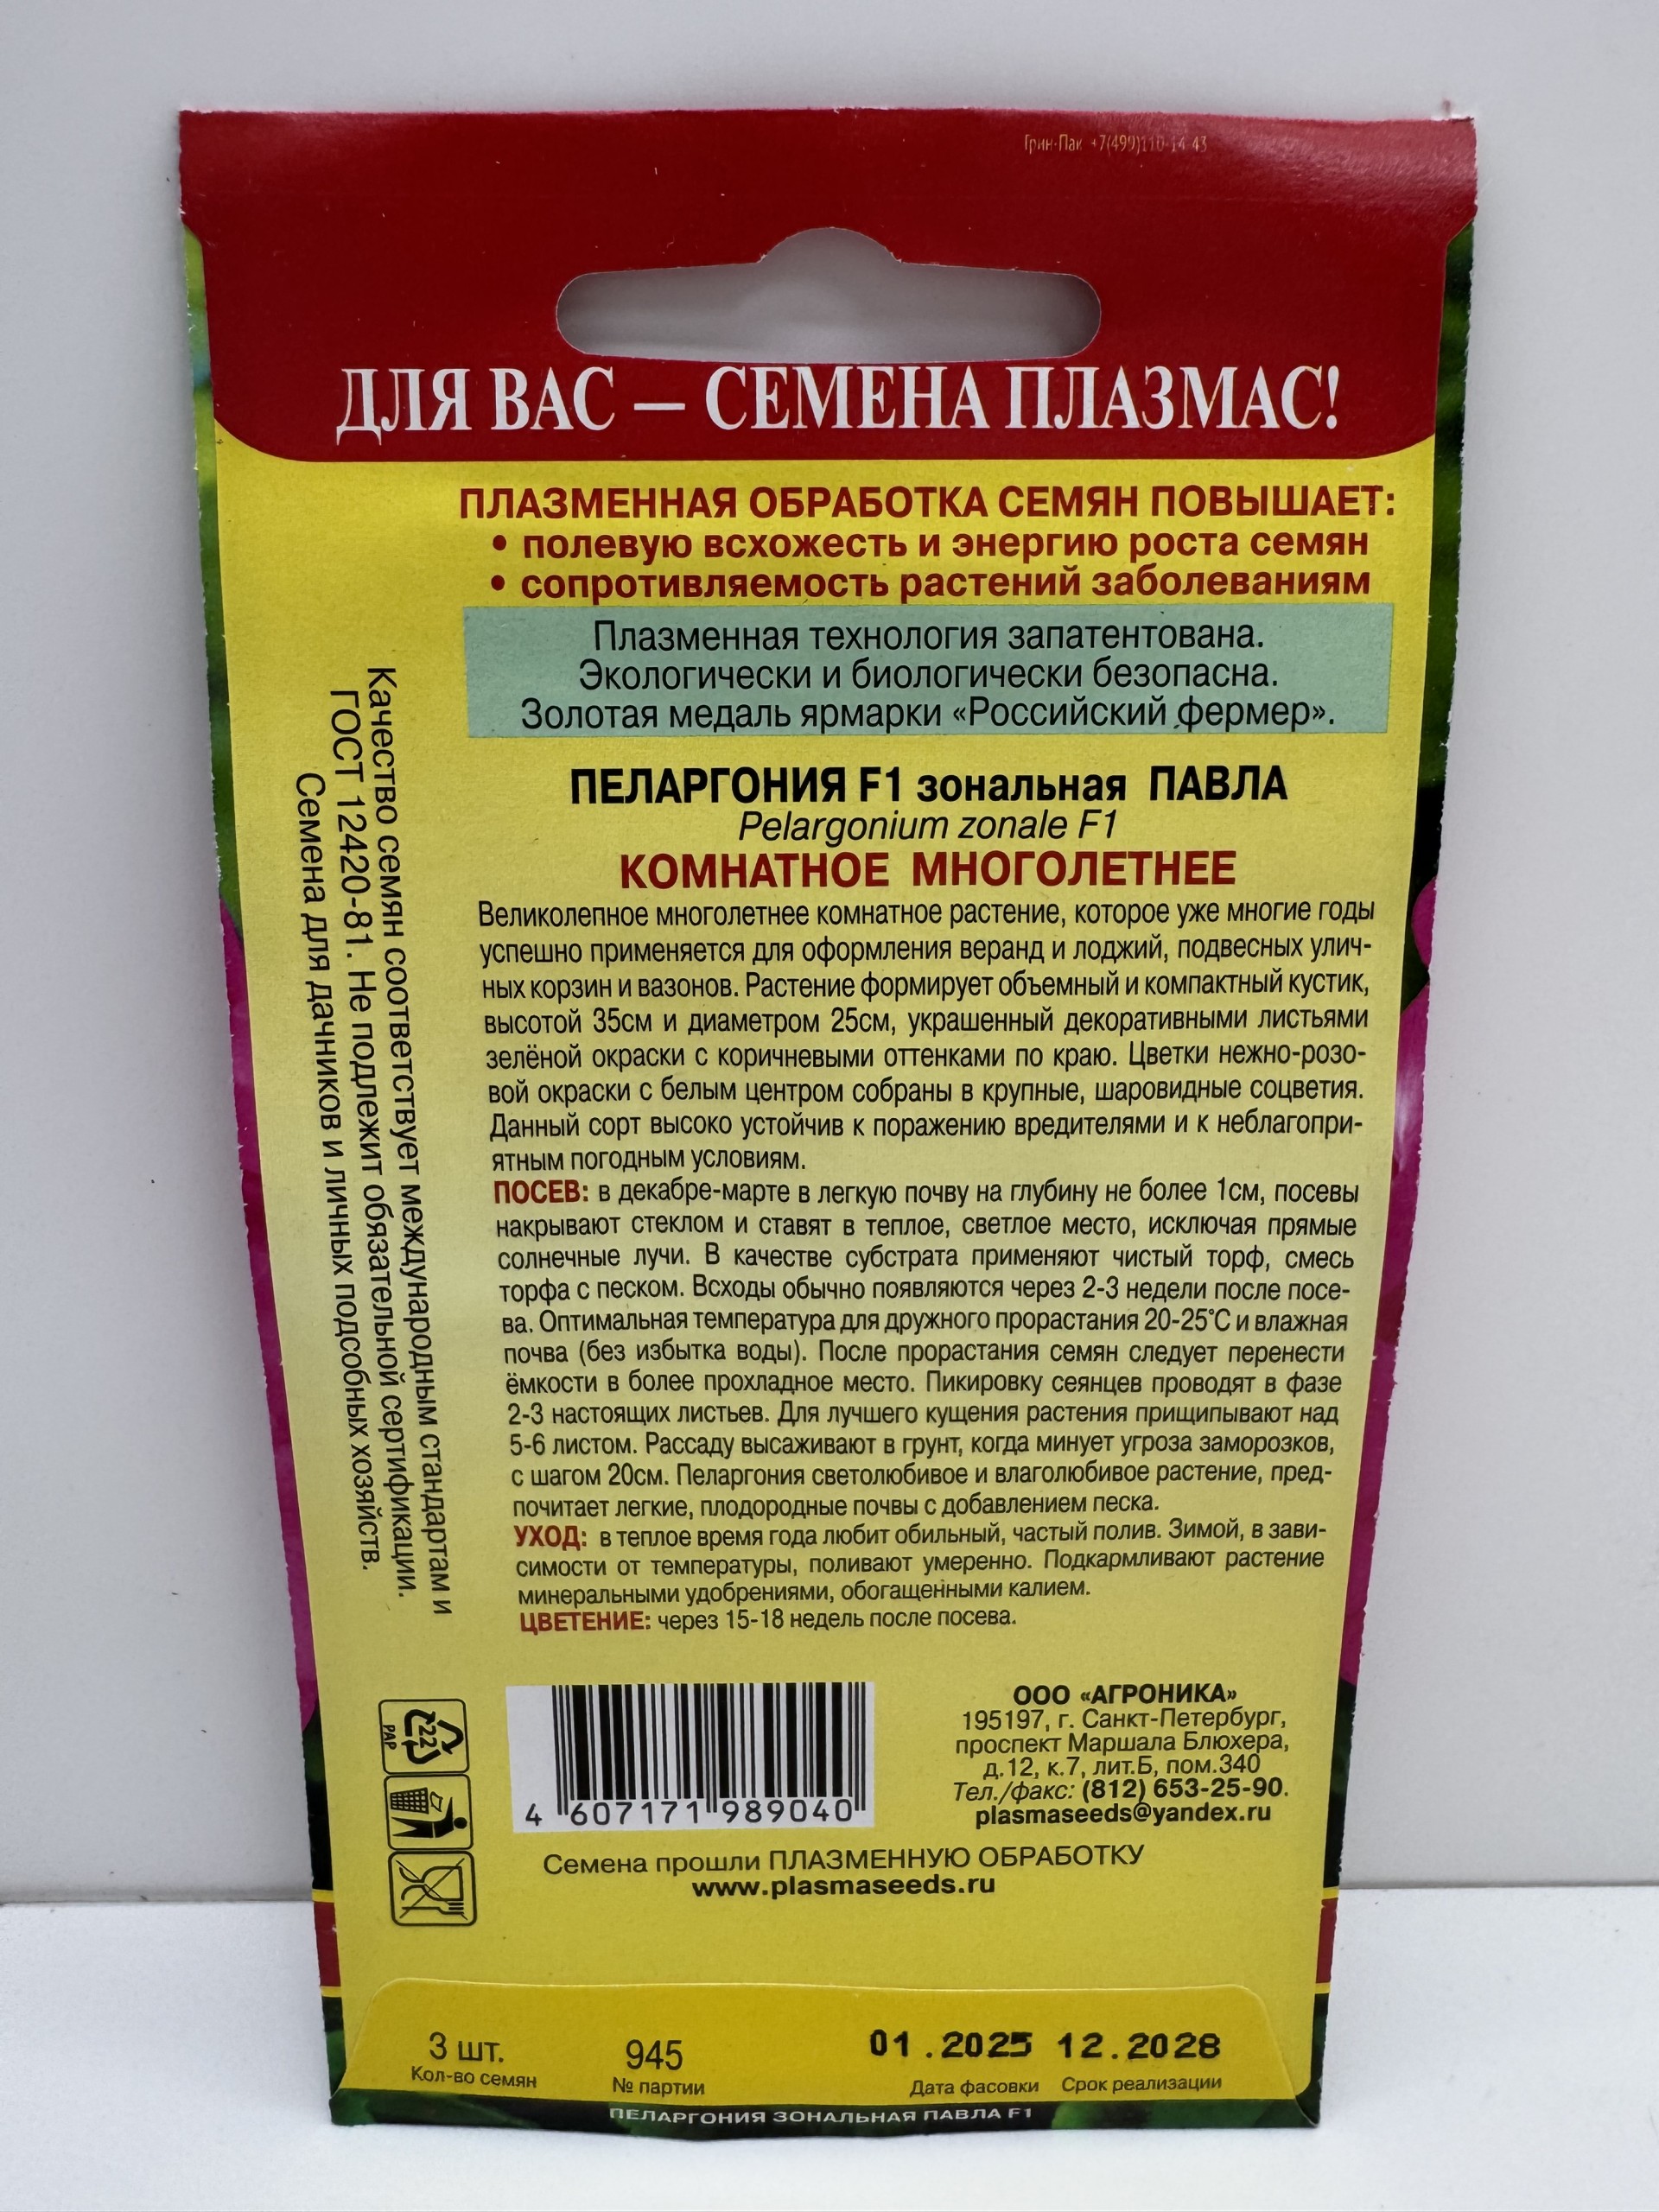 Грин-Пак +7(499)110-14-43
ДЛЯ ВАС – СЕМЕНА ПЛАЗМАС!
ПЛАЗМЕННАЯ ОБРАБОТКА СЕМЯН ПОВЫШАЕТ:
• полевую всхожесть и энергию роста семян
• сопротивляемость растений заболеваниям
Плазменная технология запатентована.
Экологически и биологически безопасна.
Золотая медаль ярмарки «Российский фермер».
ПЕЛАРГОНИЯ F1 зональная ПАВЛА
Pelargonium zonale F1
КОМНАТНОЕ МНОГОЛЕТНЕЕ
Великолепное многолетнее комнатное растение, которое уже многие годы
успешно применяется для оформления веранд и лоджий, подвесных улич-
ных корзин и вазонов. Растение формирует объемный и компактный кустик,
высотой 35см и диаметром 25см, украшенный декоративными листьями
зелёной окраски с коричневыми оттенками по краю. Цветки нежно-розо-
вой окраски с белым центром собраны в крупные, шаровидные соцветия.
Данный сорт высоко устойчив к поражению вредителями и к неблагопри-
ятным погодным условиям.
ПОСЕВ: в декабре-марте в легкую почву на глубину не более 1см, посевы
накрывают стеклом и ставят в теплое, светлое место, исключая прямые
солнечные лучи. В качестве субстрата применяют чистый торф, смесь
торфа с песком. Всходы обычно появляются через 2-3 недели после посе-
ва. Оптимальная температура для дружного прорастания 20-25°С и влажная
почва (без избытка воды). После прорастания семян следует перенести
ёмкости в более прохладное место. Пикировку сеянцев проводят в фазе
2-3 настоящих листьев. Для лучшего кущения растения прищипывают над
5-6 листом. Рассаду высаживают в грунт, когда минует угроза заморозков,
с шагом 20см. Пеларгония светолюбивое и влаголюбивое растение, пред-
почитает легкие, плодородные почвы с добавлением песка.
УХОД: в теплое время года любит обильный, частый полив. Зимой, в зави-
симости от температуры, поливают умеренно. Подкармливают растение
минеральными удобрениями, обогащенными калием.
ЦВЕТЕНИЕ: через 15-18 недель после посева.
Качество семян соответствует международным стандартам и
ГОСТ 12420-81. Не подлежит обязательной сертификации.
Семена для дачников и личных подсобных хозяйств.
22
PAP
4 607171 989040
ООО «АГРОНИКА»
195197, г. Санкт-Петербург,
проспект Маршала Блюхера,
д.12, к.7, лит.Б, пом.340
Тел./факс: (812) 653-25-90.
plasmaseeds@yandex.ru
Семена прошли ПЛАЗМЕННУЮ ОБРАБОТКУ
www.plasmaseeds.ru
3 шт. 945 01.2025 12.2028
Кол-во семян № партии Дата фасовки Срок реализации
ПЕЛАРГОНИЯ ЗОНАЛЬНАЯ ПАВЛА F1